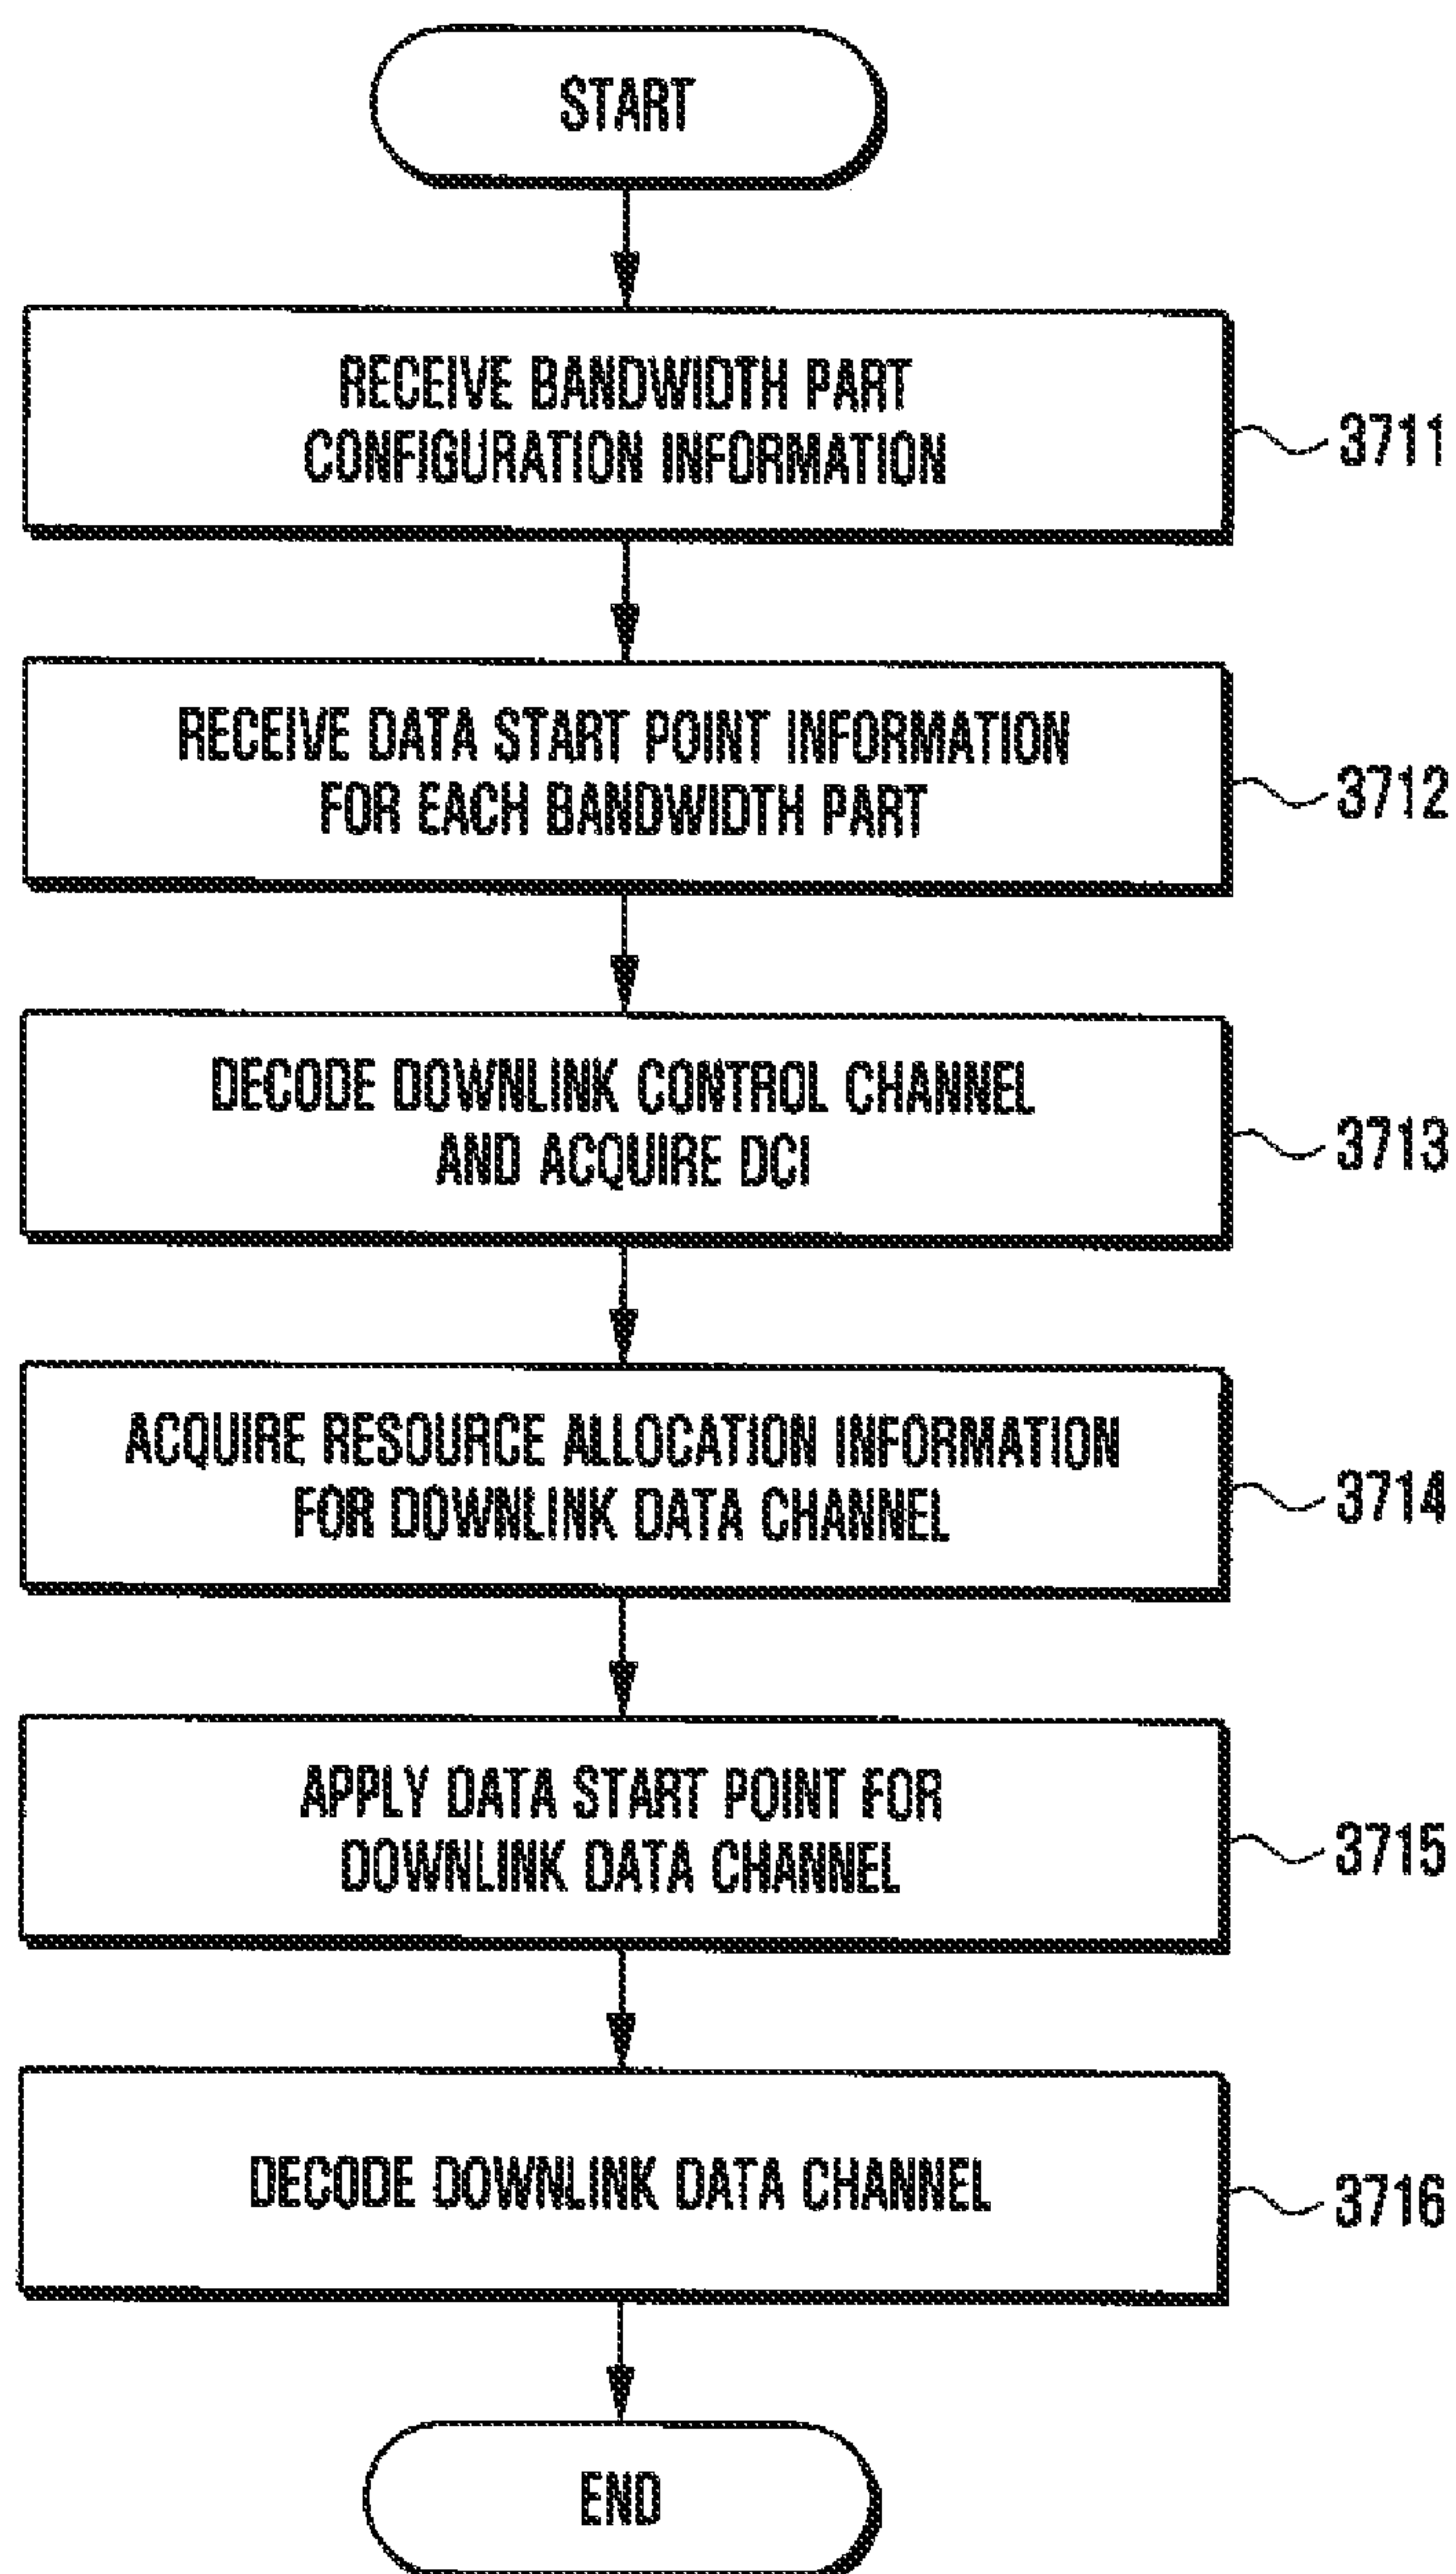 START
RECEIVE BANDWIDTH PART
CONFIGURATION INFORMATION
3711
RECEIVE DATA START POINT INFORMATION
FOR EACH BANDWIDTH PART
3712
DECODE DOWNLINK CONTROL CHANNEL
AND ACQUIRE DCI
3713
ACQUIRE RESOURCE ALLOCATION INFORMATION
FOR DOWNLINK DATA CHANNEL
3714
APPLY DATA START POINT FOR
DOWNLINK DATA CHANNEL
3715
DECODE DOWNLINK DATA CHANNEL
3716
END